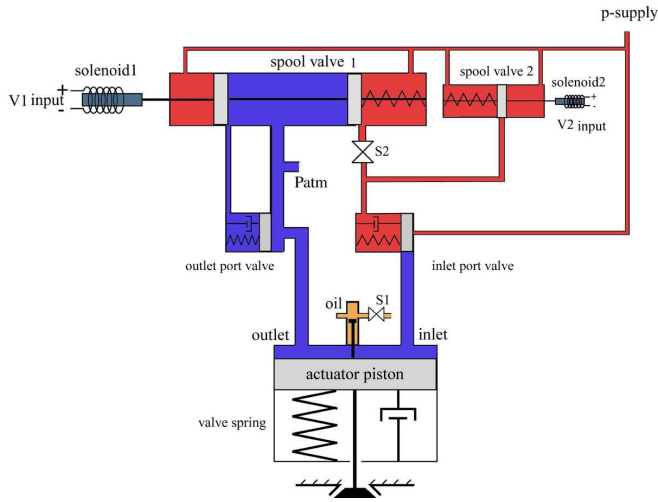 p-supply
spool valve 1
solenoid1
spool valve 2
solenoid2
+
-
V1 input
+
-
V2 input
S2
Patm
outlet port valve
inlet port valve
oil
S1
outlet
inlet
actuator piston
valve spring